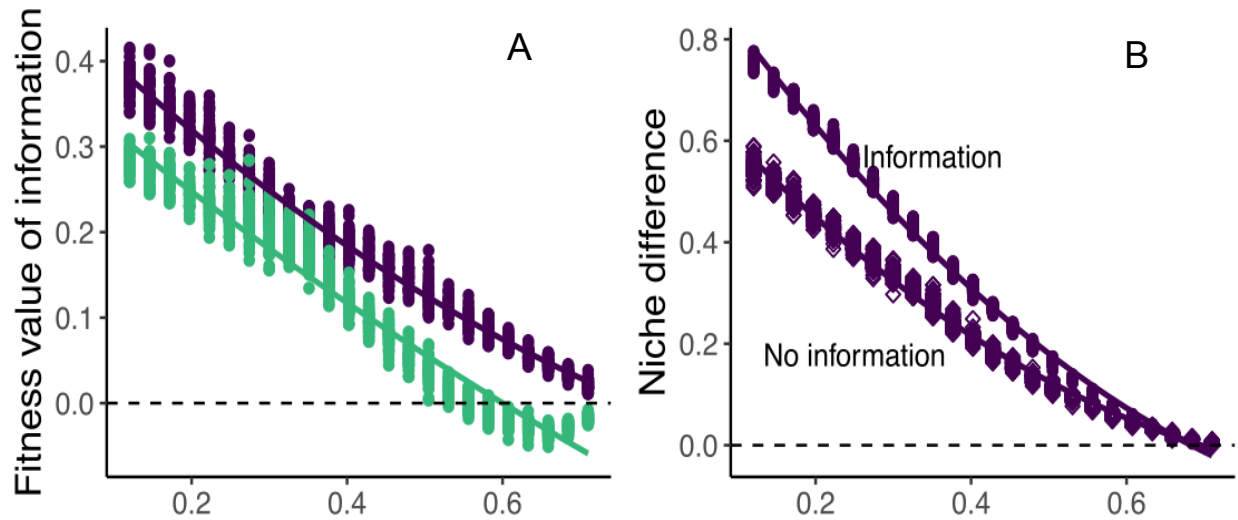 Fitness value of information
A
0.4
0.3
0.2
0.1
0.0
0.2 0.4 0.6
Niche difference
B
0.8
0.6
0.4
0.2
0.0
Information
No information
0.2 0.4 0.6